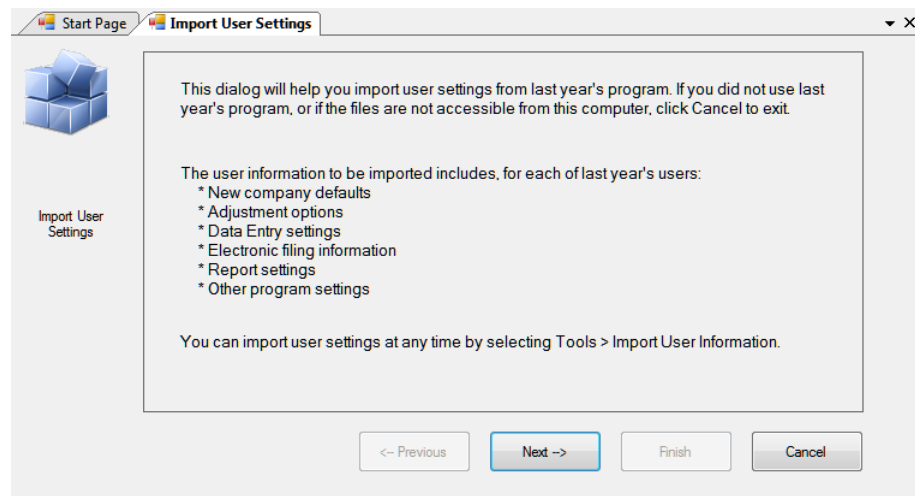 Start Page
Import User Settings
This dialog will help you import user settings from last year's program. If you did not use last
year's program, or if the files are not accessible from this computer, click Cancel to exit.
The user information to be imported includes, for each of last year's users:
* New company defaults
* Adjustment options
* Data Entry settings
* Electronic filing information
* Report settings
* Other program settings
Import User
Settings
You can import user settings at any time by selecting Tools > Import User Information.
<-- Previous
Next -->
Finish
Cancel